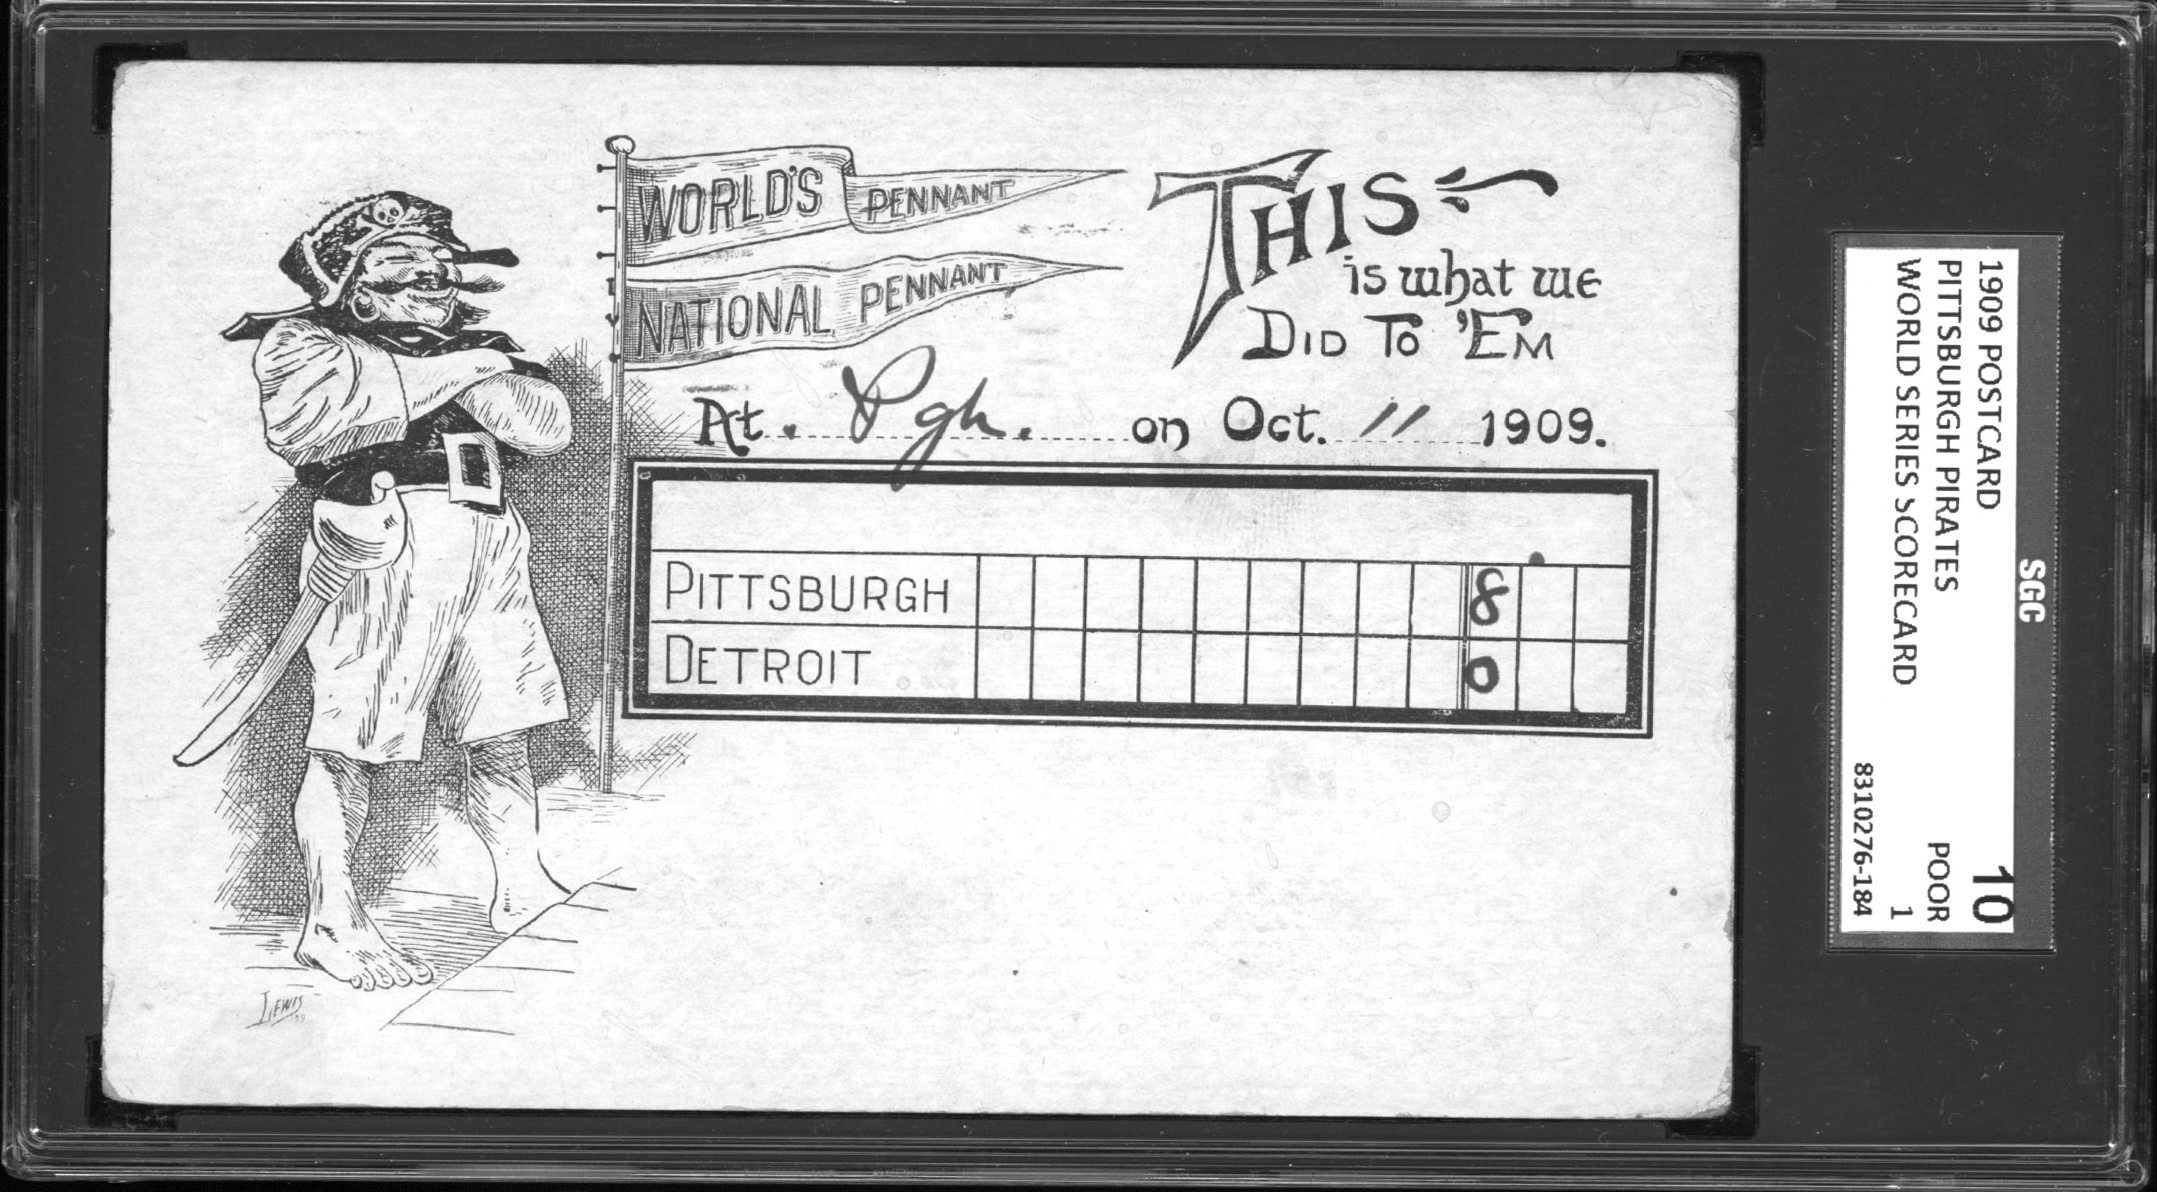 WORLD'S PENNANT
NATIONAL PENNANT
THIS
is what we
DID TO 'EM
At. Pgh. on Oct. 11 1909.
PITTSBURGH 8
DETROIT 0
LEWIS
SGC
1909 POSTCARD
PITTSBURGH PIRATES
WORLD SERIES SCORECARD
10
POOR
1
8310276-184